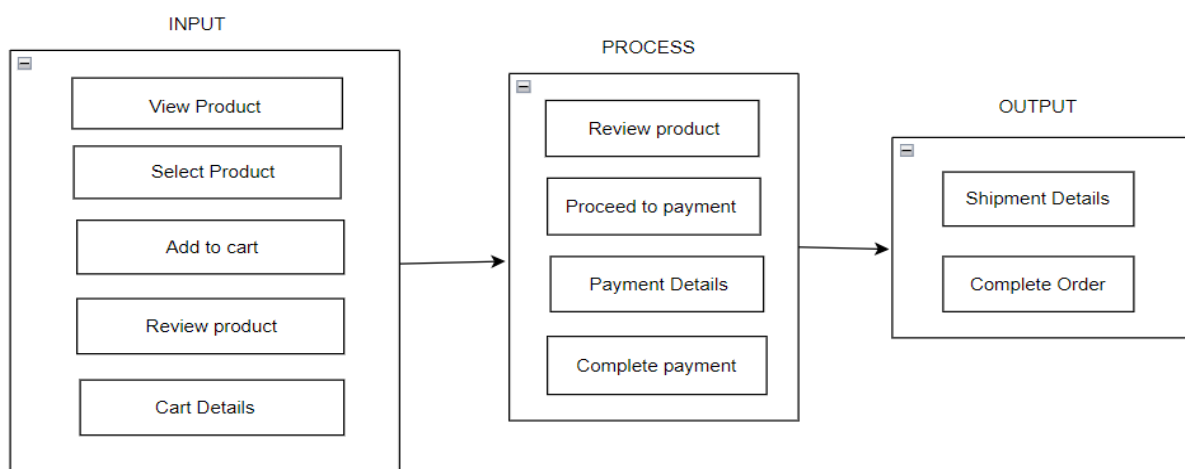 INPUT
View Product
Select Product
Add to cart
Review product
Cart Details
PROCESS
Review product
Proceed to payment
Payment Details
Complete payment
OUTPUT
Shipment Details
Complete Order